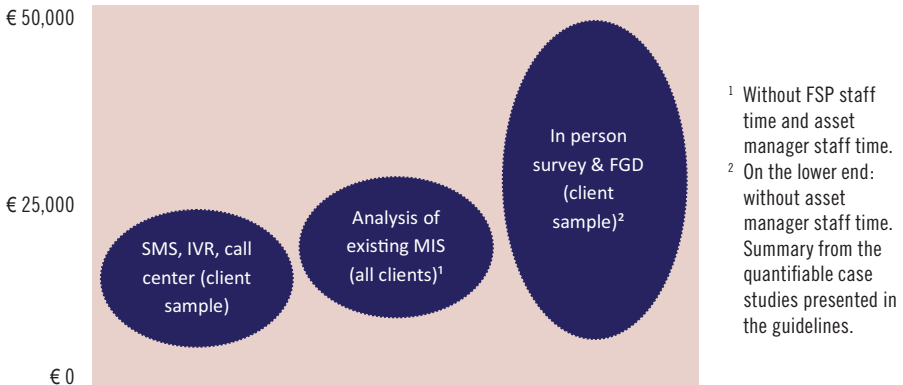 € 50,000
€ 25,000
€ 0
SMS, IVR, call
center (client
sample)
Analysis of
existing MIS
(all clients)¹
In person
survey & FGD
(client
sample)²
¹ Without FSP staff
time and asset
manager staff time.
² On the lower end:
without asset
manager staff time.
Summary from the
quantifiable case
studies presented in
the guidelines.